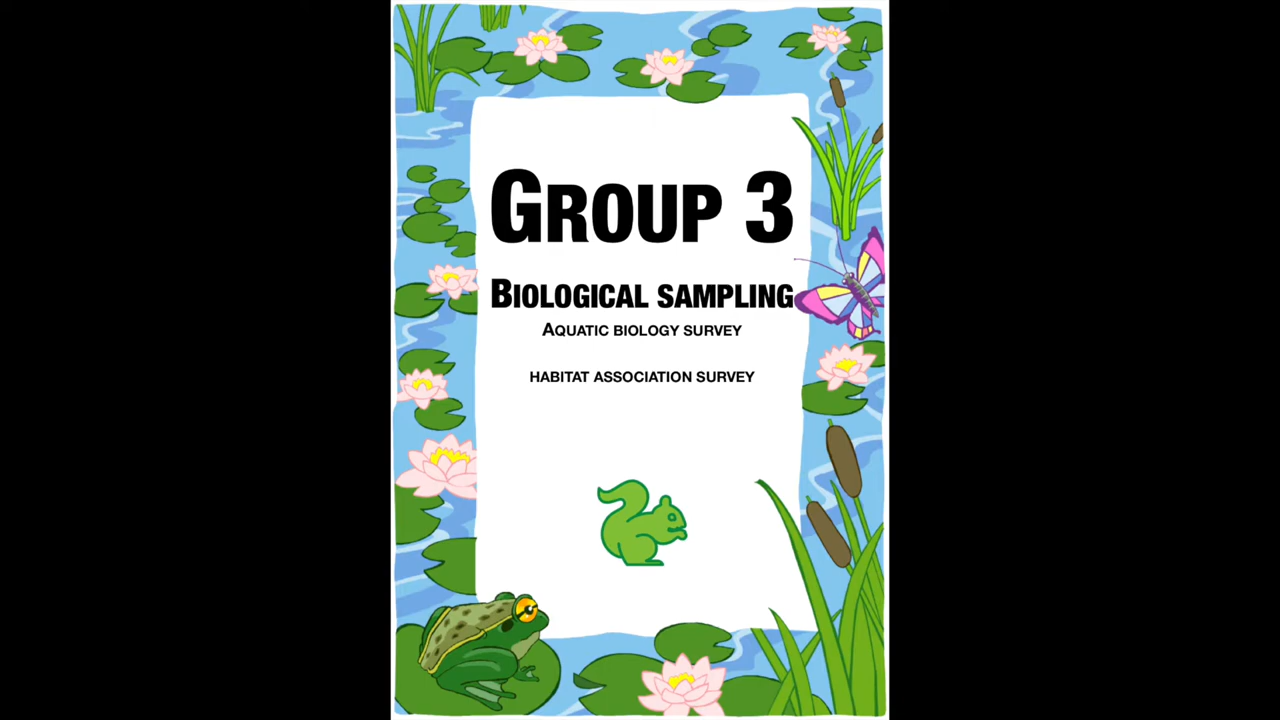 GROUP 3
BIOLOGICAL SAMPLING
AQUATIC BIOLOGY SURVEY
HABITAT ASSOCIATION SURVEY